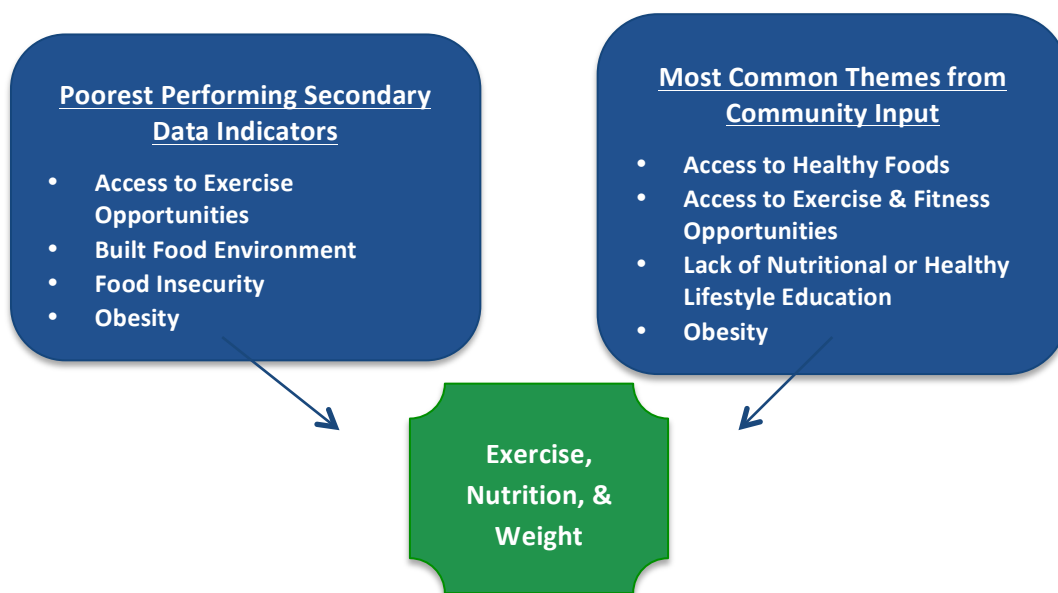 Poorest Performing Secondary
Data Indicators
• Access to Exercise
Opportunities
• Built Food Environment
• Food Insecurity
• Obesity
Most Common Themes from
Community Input
• Access to Healthy Foods
• Access to Exercise & Fitness
Opportunities
• Lack of Nutritional or Healthy
Lifestyle Education
• Obesity
Exercise,
Nutrition, &
Weight